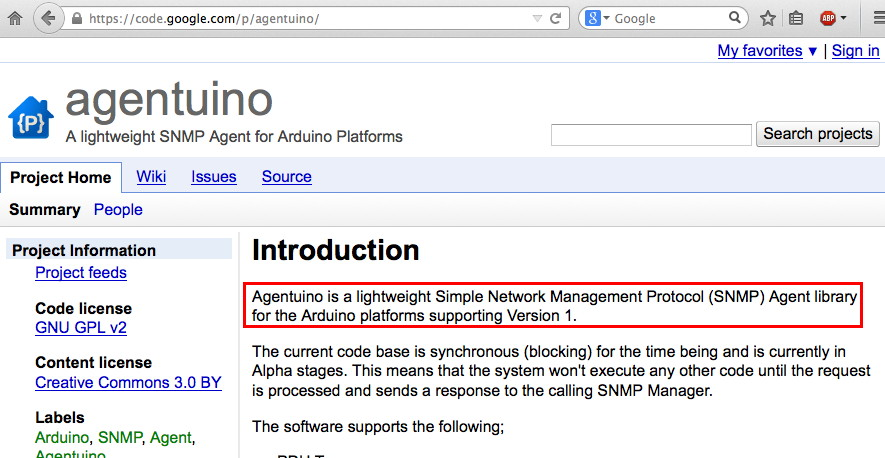 https://code.google.com/p/agentuino/
Google
ABP
My favorites ▼ | Sign in
{P}
agentuino
A lightweight SNMP Agent for Arduino Platforms
Search projects
Project Home Wiki Issues Source
Summary People
Project Information
Project feeds
Code license
GNU GPL v2
Content license
Creative Commons 3.0 BY
Labels
Arduino, SNMP, Agent,
Agentuino
Introduction
Agentuino is a lightweight Simple Network Management Protocol (SNMP) Agent library
for the Arduino platforms supporting Version 1.
The current code base is synchronous (blocking) for the time being and is currently in
Alpha stages. This means that the system won't execute any other code until the request
is processed and sends a response to the calling SNMP Manager.
The software supports the following;